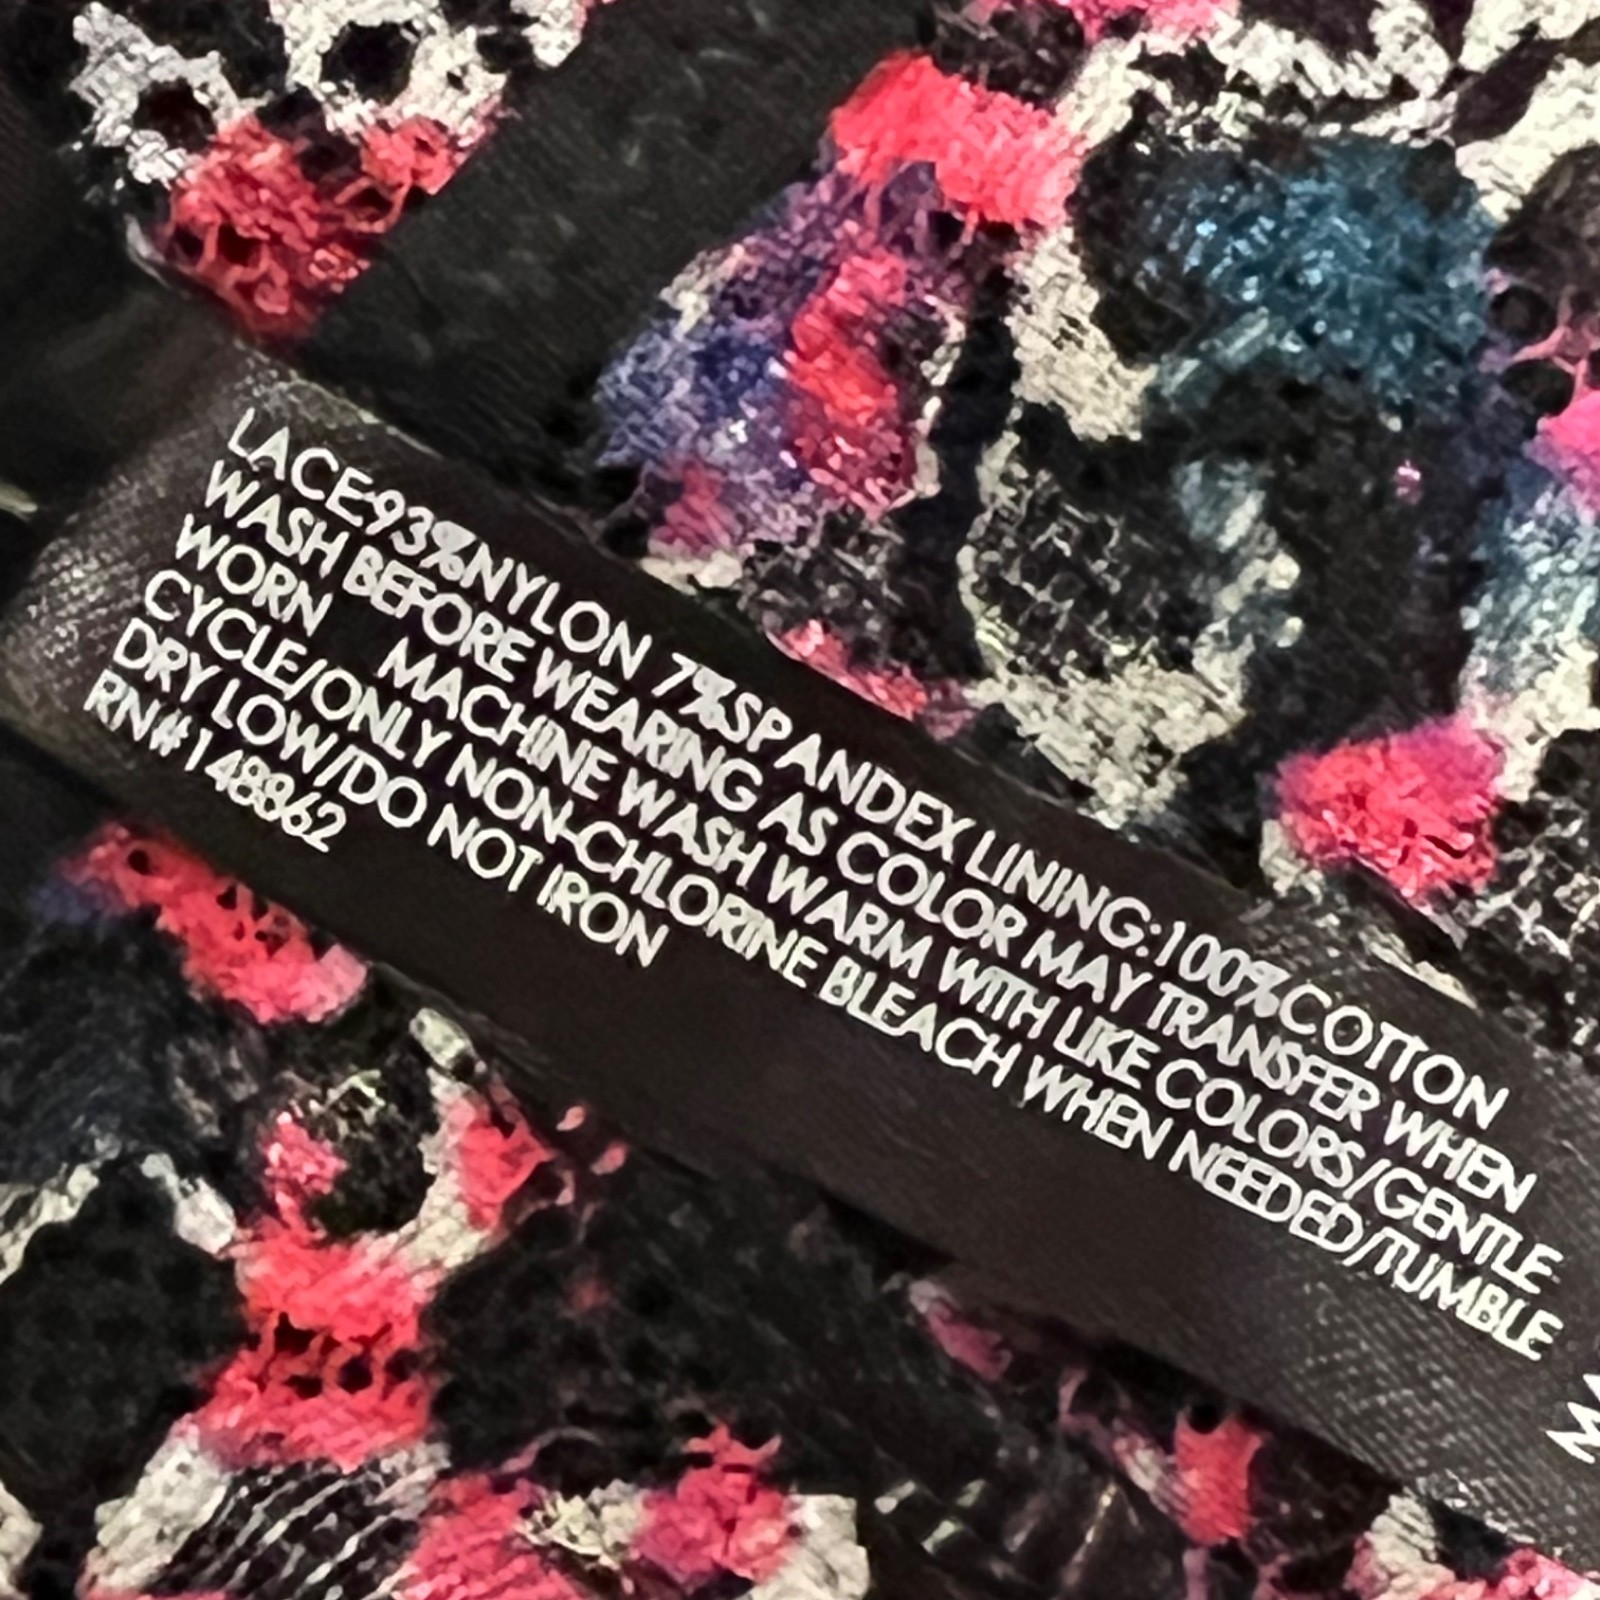 LACE:93%NYLON 7%SPANDEX LINING:100%COTTON
WASH BEFORE WEARING AS COLOR MAY TRANSFER WHEN
WORN MACHINE WASH WARM WITH LIKE COLORS/GENTLE
CYCLE/ONLY NON-CHLORINE BLEACH WHEN NEEDED/TUMBLE
DRY LOW/DO NOT IRON
RN#148862